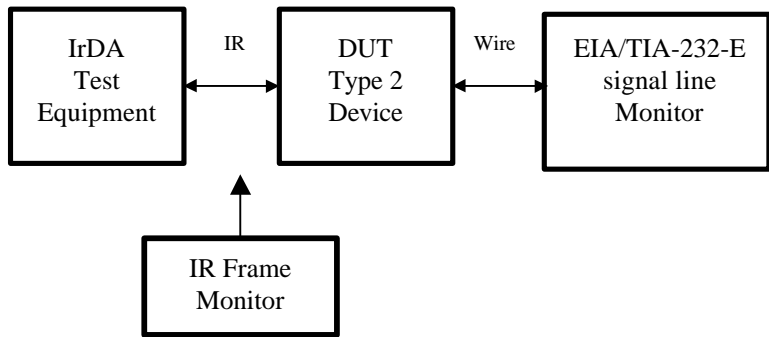 IrDA
Test
Equipment
IR
DUT
Type 2
Device
Wire
EIA/TIA-232-E
signal line
Monitor
IR Frame
Monitor